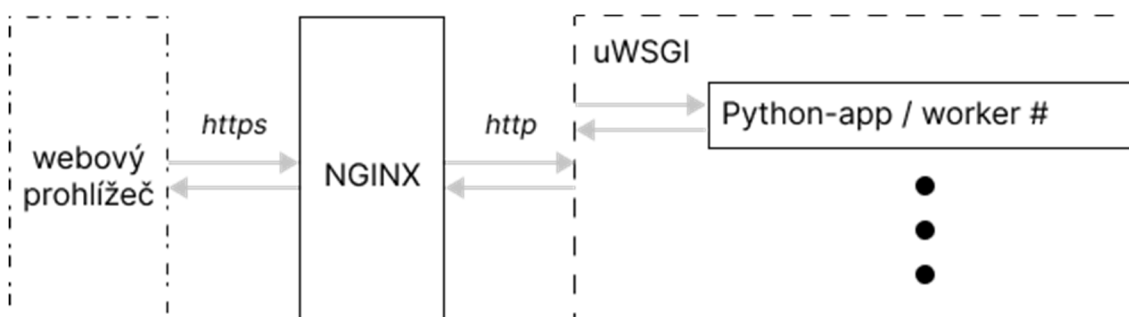 uWSGI
https
http
Python-app / worker #
webový
prohlížeč
NGINX